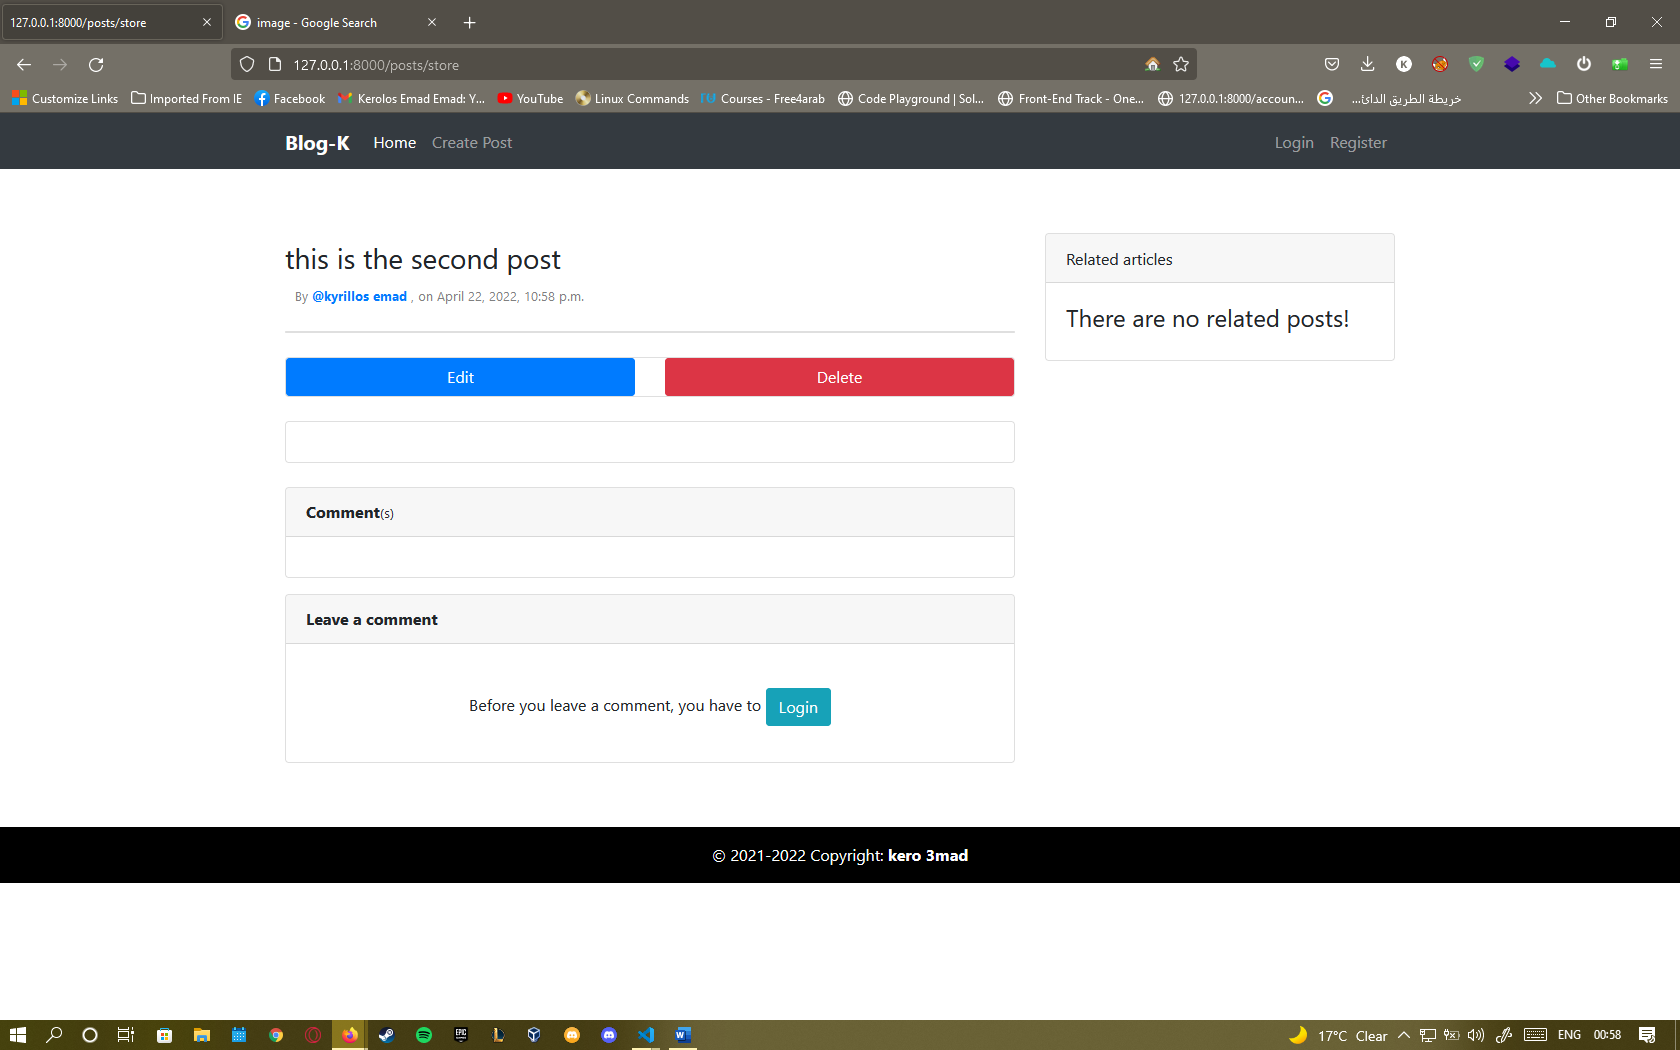 127.0.0.1:8000/posts/store
image - Google Search
127.0.0.1:8000/posts/store
K
Customize Links
Imported From IE
Facebook
Kerolos Emad Emad: Y...
YouTube
Linux Commands
Courses - Free4arab
Code Playground | Sol...
Front-End Track - One...
127.0.0.1:8000/accoun...
خريطة الطريق الدائ...
Other Bookmarks
Blog-K
Home
Create Post
Login
Register
this is the second post
By @kyrillos emad , on April 22, 2022, 10:58 p.m.
Edit
Delete
Comment(s)
Leave a comment
Before you leave a comment, you have to Login
Related articles
There are no related posts!
© 2021-2022 Copyright: kero 3mad
17°C Clear
ENG
00:58